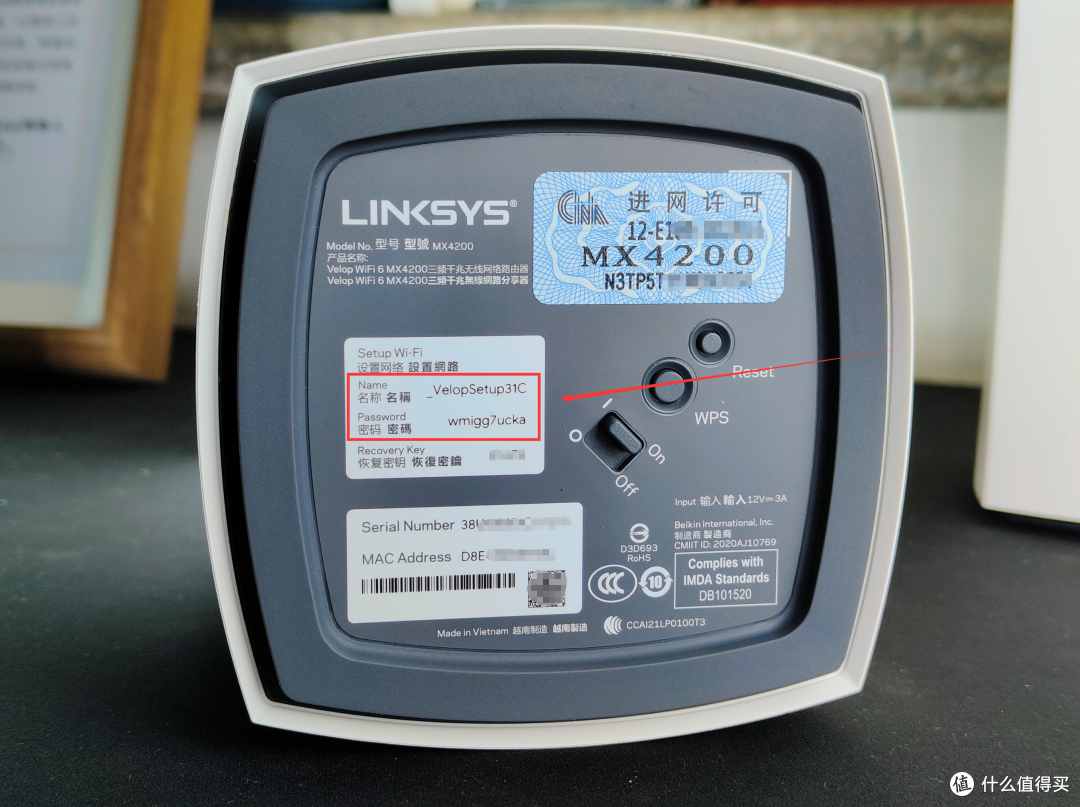 LINKSYS®
Model No. 型号 型號 MX4200
产品名称:
Velop WiFi 6 MX4200三频千兆无线网络路由器
Velop WiFi 6 MX4200三頻千兆無線網路分享器
进网许可
12-E1
MX4200
N3TP5T
Setup Wi-Fi
设置网络 設置網路
Name
名称 名稱 _VelopSetup31C
Password
密码 密碼 wmigg7ucka
Recovery Key
恢复密钥 恢復密鑰
Reset
WPS
On
Off
Serial Number 38
MAC Address D8E
Input 输入 輸入 12V 3A
Belkin International, Inc.
制造商 製造商
CMIIT ID: 2020AJ10769
D3D693
RoHS
Complies with
IMDA Standards
DB101520
10
Made in Vietnam 越南制造 越南製造
CCAI21LP0100T3
值 什么值得买